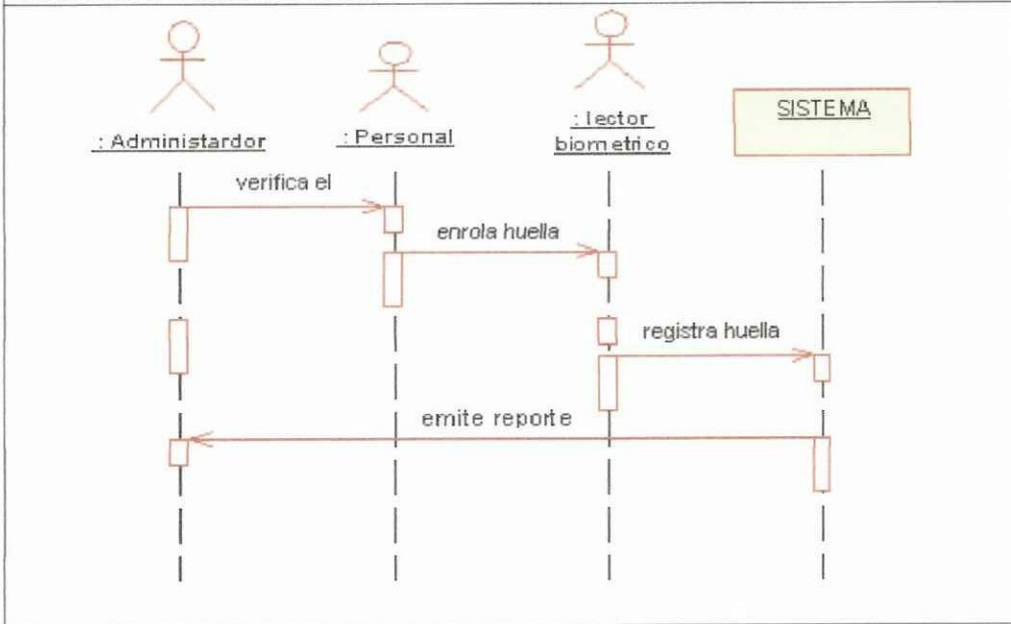 : Administardor
: Personal
: lector
biometrico
SISTEMA
verifica el
enrola huella
registra huella
emite reporte